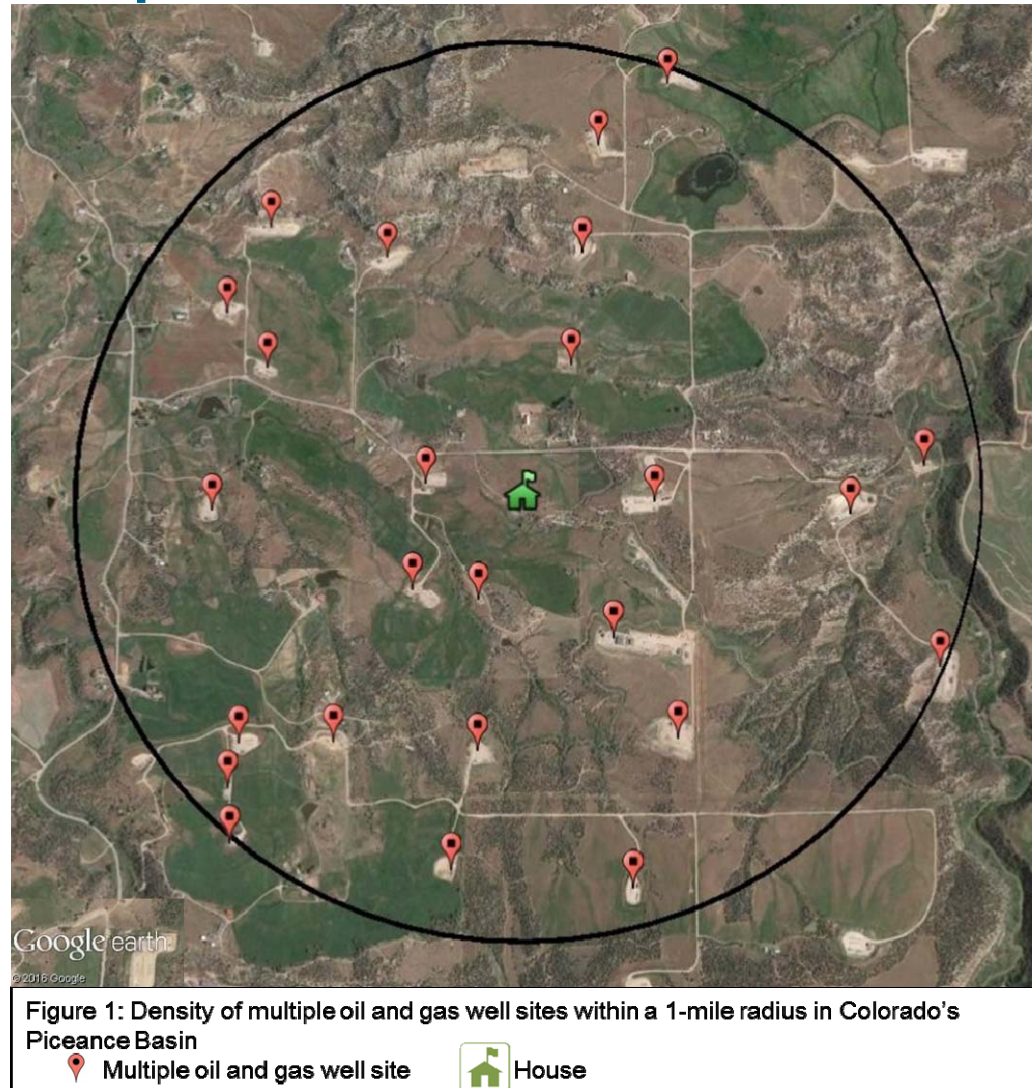 Google earth
© 2016 Google
Figure 1: Density of multiple oil and gas well sites within a 1-mile radius in Colorado's
Piceance Basin
Multiple oil and gas well site House